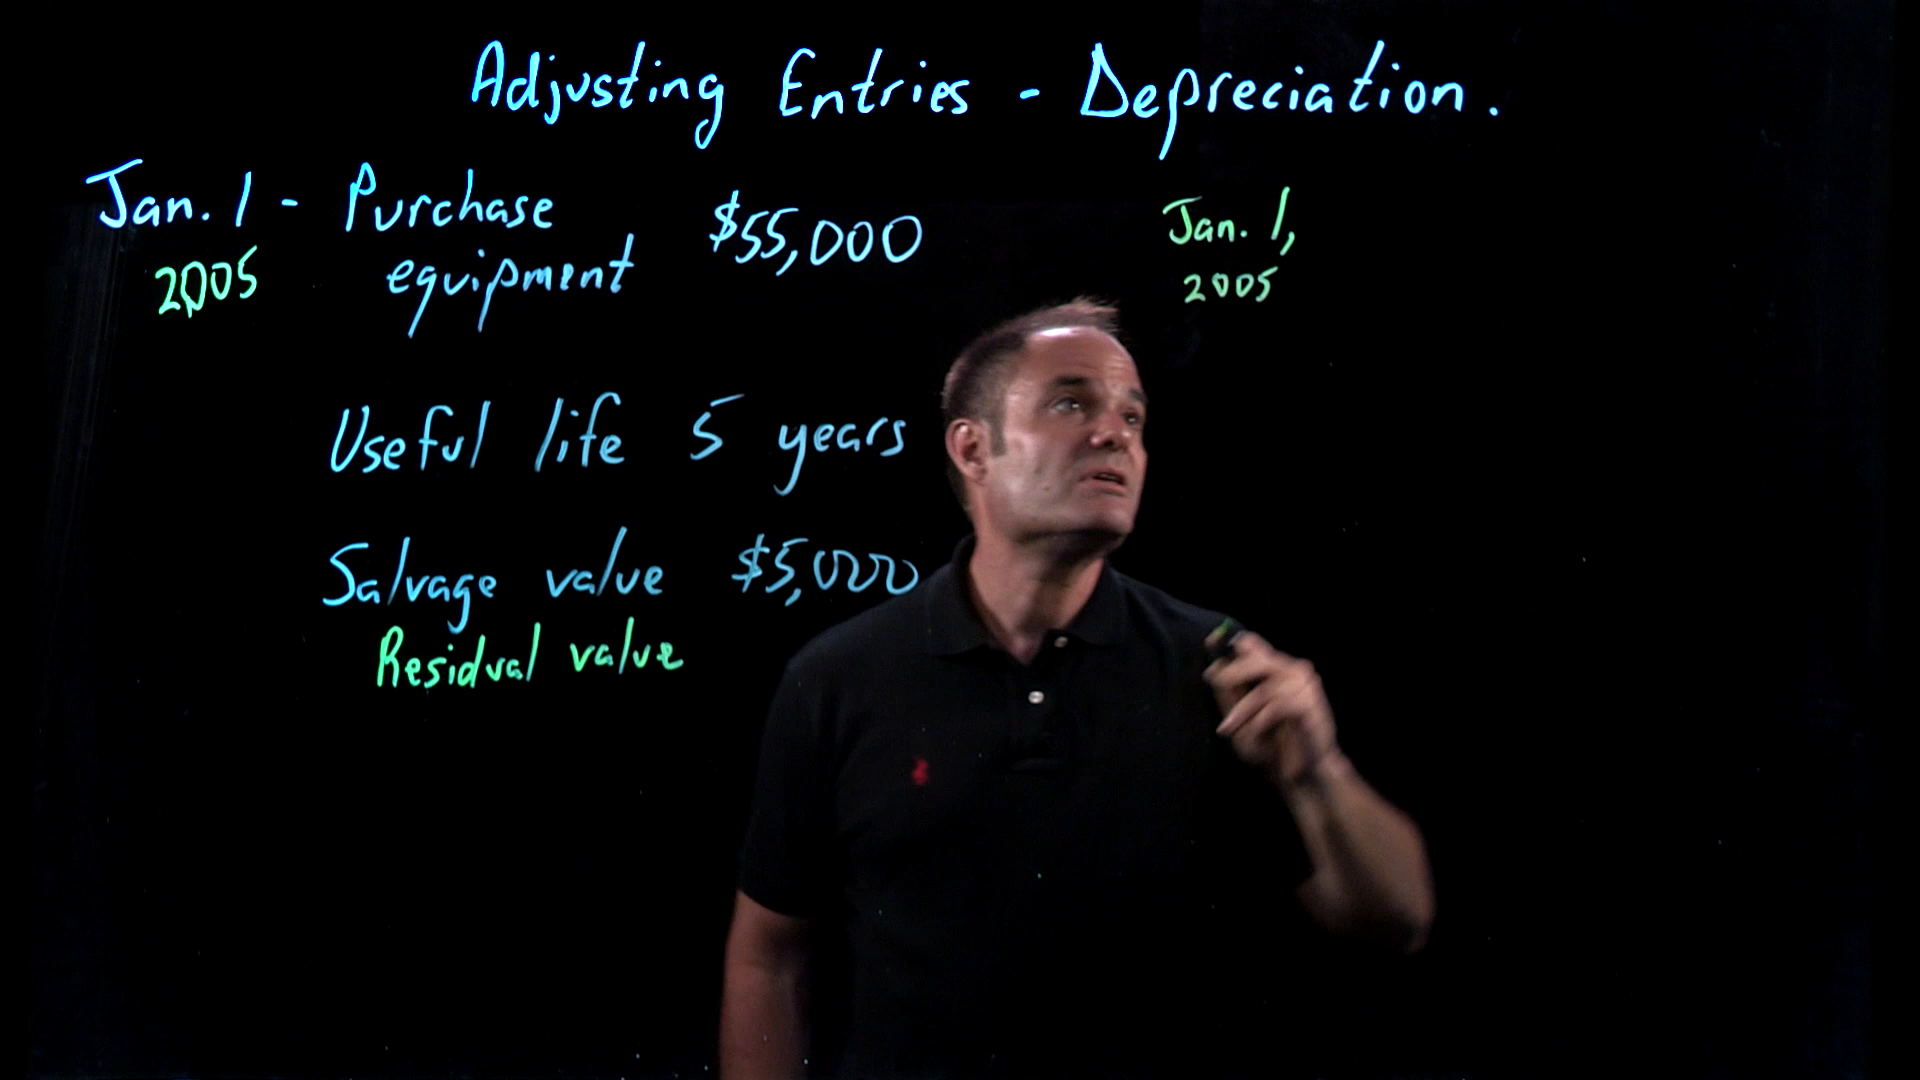 Adjusting Entries - Depreciation.
Jan. 1 - Purchase
2005 equipment $55,000
Useful life 5 years
Salvage value $5,000
Residual value
Jan. 1,
2005